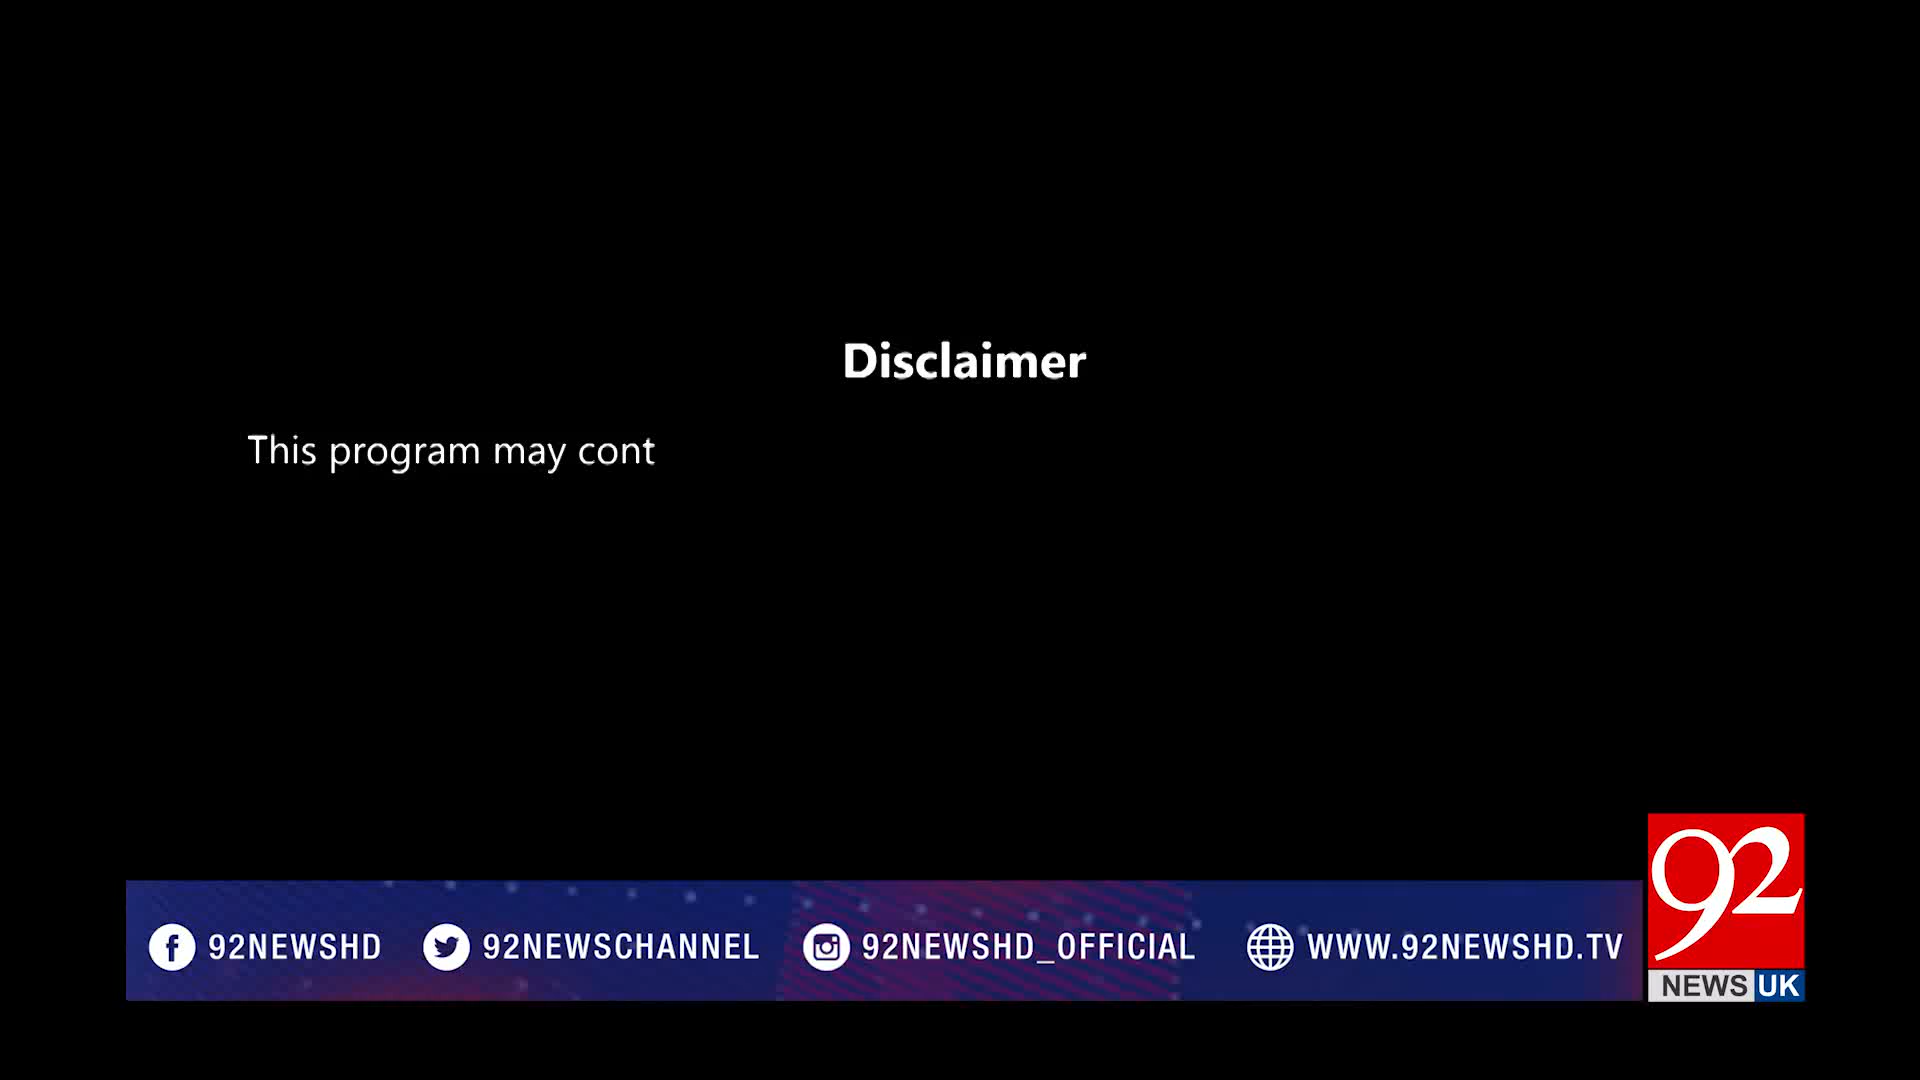 Disclaimer
This program may cont
92NEWSHD 92NEWSCHANNEL 92NEWSHD_OFFICIAL WWW.92NEWSHD.TV
92
NEWS UK